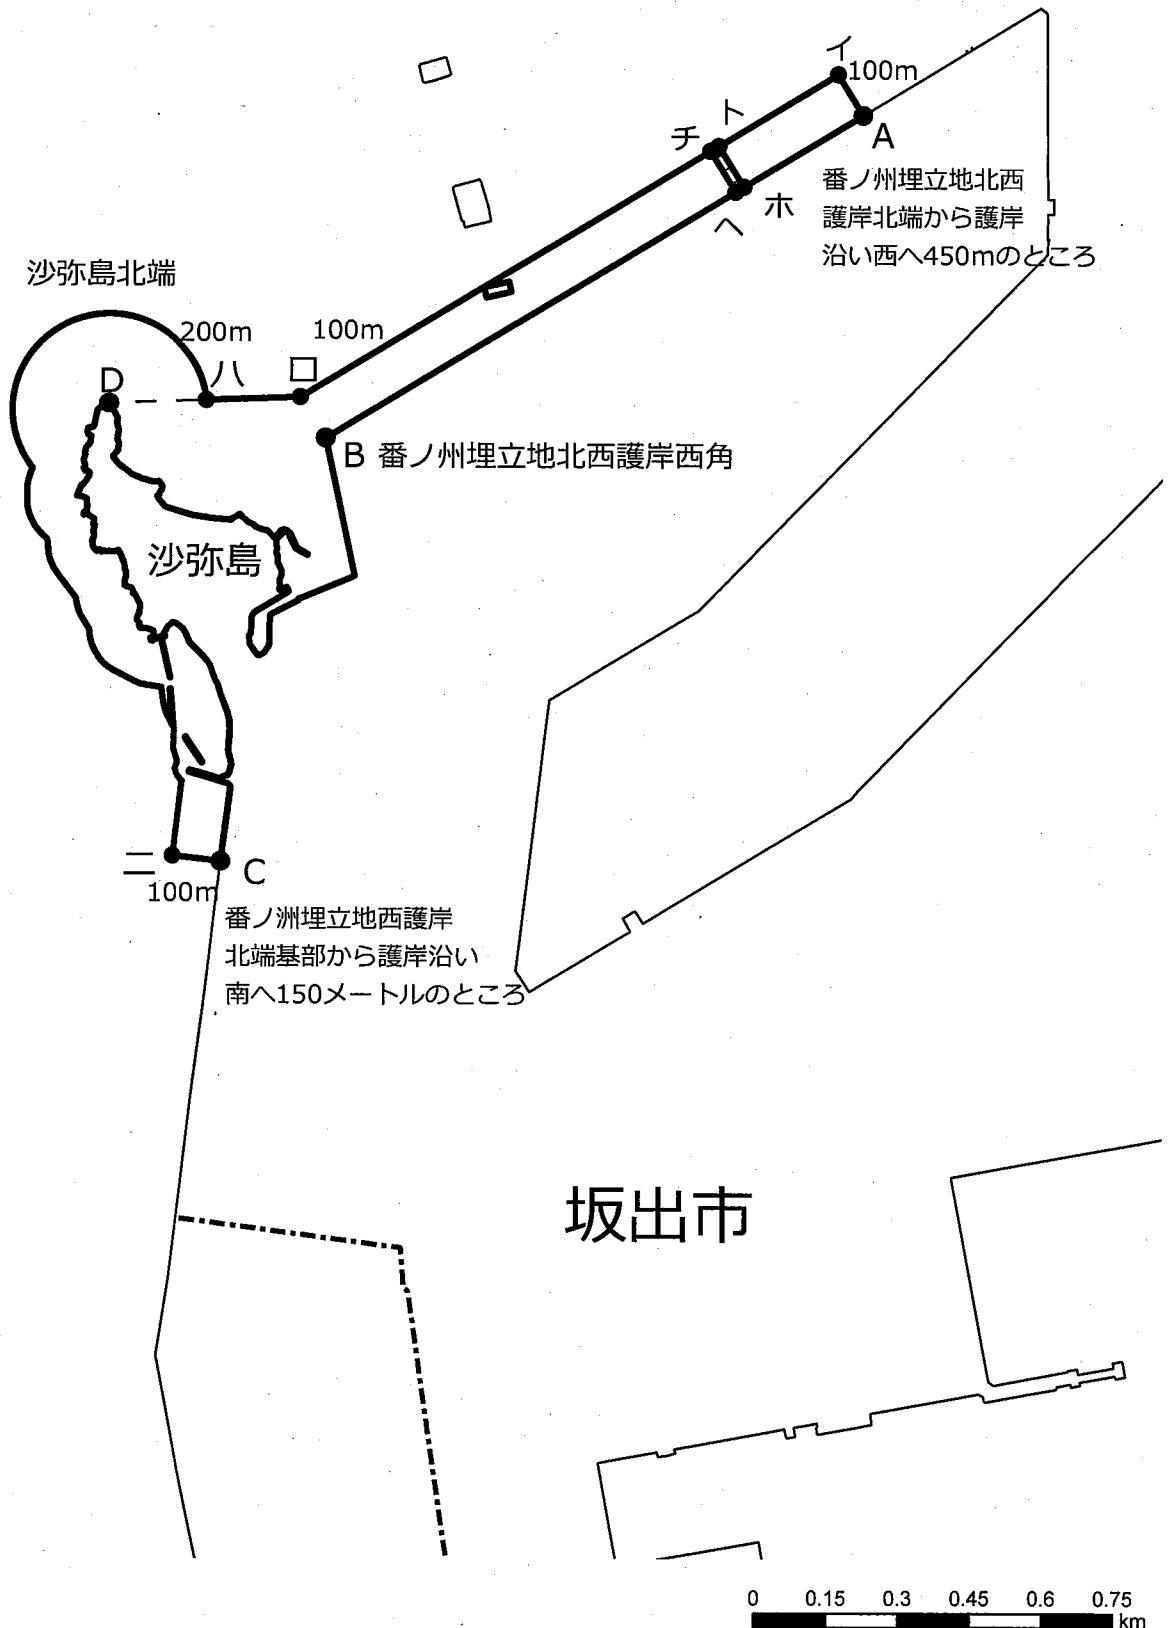 イ
100m
ト
チ
A
ホ
ヘ
番ノ州埋立地北西
護岸北端から護岸
沿い西へ450mのところ
沙弥島北端
200m
100m
ハ
ロ
D
B 番ノ州埋立地北西護岸西角
沙弥島
ニ
100m
C
番ノ洲埋立地西護岸
北端基部から護岸沿い
南へ150メートルのところ
坂出市
0 0.15 0.3 0.45 0.6 0.75
km